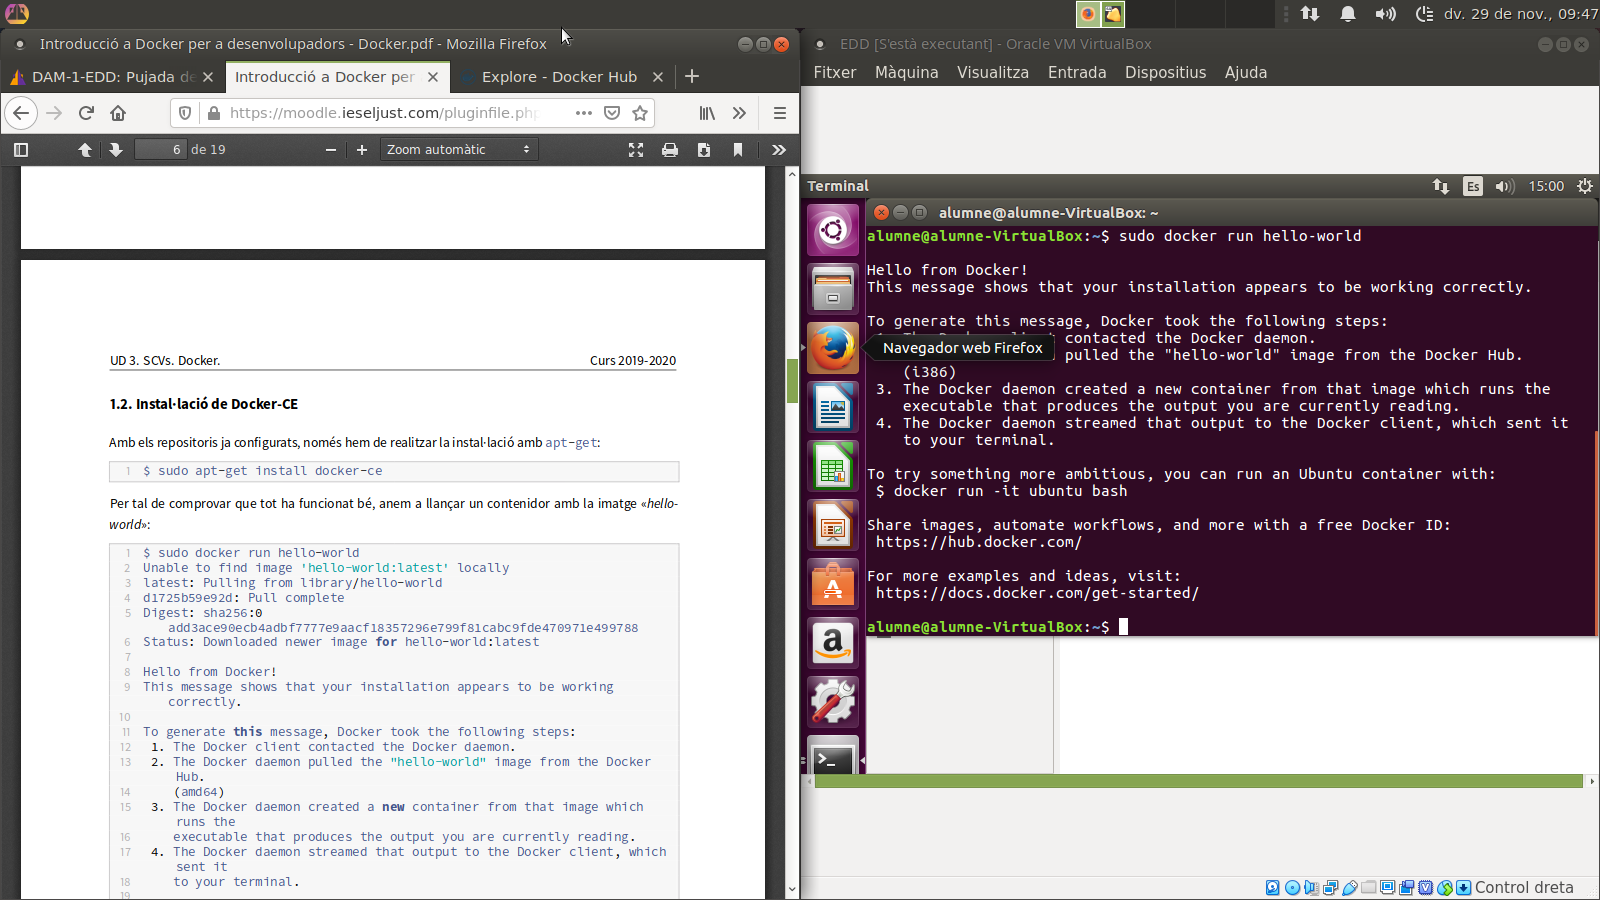 dv. 29 de nov., 09:47
Introducció a Docker per a desenvolupadors - Docker.pdf - Mozilla Firefox
DAM-1-EDD: Pujada de
Introducció a Docker per
Explore - Docker Hub
https://moodle.ieseljust.com/pluginfile.php
6 de 19
Zoom automàtic
UD 3. SCVs. Docker.
Curs 2019-2020
1.2. Instal·lació de Docker-CE
Amb els repositoris ja configurats, només hem de realitzar la instal·lació amb apt-get:
1 $ sudo apt-get install docker-ce
Per tal de comprovar que tot ha funcionat bé, anem a llançar un contenidor amb la imatge «hello-
world»:
1 $ sudo docker run hello-world
2 Unable to find image 'hello-world:latest' locally
3 latest: Pulling from library/hello-world
4 d1725b59e92d: Pull complete
5 Digest: sha256:0
add3ace90ecb4adbf7777e9aacf18357296e799f81cabc9fde470971e499788
6 Status: Downloaded newer image for hello-world:latest
7
8 Hello from Docker!
9 This message shows that your installation appears to be working
correctly.
10
11 To generate this message, Docker took the following steps:
12 1. The Docker client contacted the Docker daemon.
13 2. The Docker daemon pulled the "hello-world" image from the Docker
Hub.
14 (amd64)
15 3. The Docker daemon created a new container from that image which
runs the
16 executable that produces the output you are currently reading.
17 4. The Docker daemon streamed that output to the Docker client, which
sent it
18 to your terminal.
19
EDD [S'està executant] - Oracle VM VirtualBox
Fitxer Màquina Visualitza Entrada Dispositius Ajuda
Terminal
Es
15:00
alumne@alumne-VirtualBox: ~
alumne@alumne-VirtualBox:~$ sudo docker run hello-world
Hello from Docker!
This message shows that your installation appears to be working correctly.
To generate this message, Docker took the following steps:
contacted the Docker daemon.
Navegador web Firefox
pulled the "hello-world" image from the Docker Hub.
(i386)
3. The Docker daemon created a new container from that image which runs the
executable that produces the output you are currently reading.
4. The Docker daemon streamed that output to the Docker client, which sent it
to your terminal.
To try something more ambitious, you can run an Ubuntu container with:
$ docker run -it ubuntu bash
Share images, automate workflows, and more with a free Docker ID:
https://hub.docker.com/
For more examples and ideas, visit:
https://docs.docker.com/get-started/
alumne@alumne-VirtualBox:~$
Control dreta